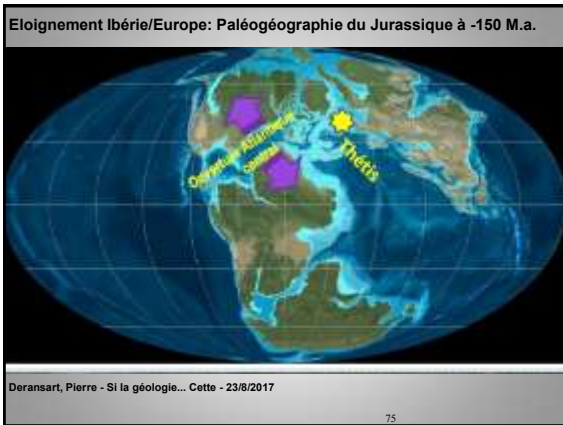 Eloignement Ibérie/Europe: Paléogéographie du Jurassique à -150 M.a.
Ouverture Atlantique
central
Thétis
Deransart, Pierre - Si la géologie... Cette - 23/8/2017
75